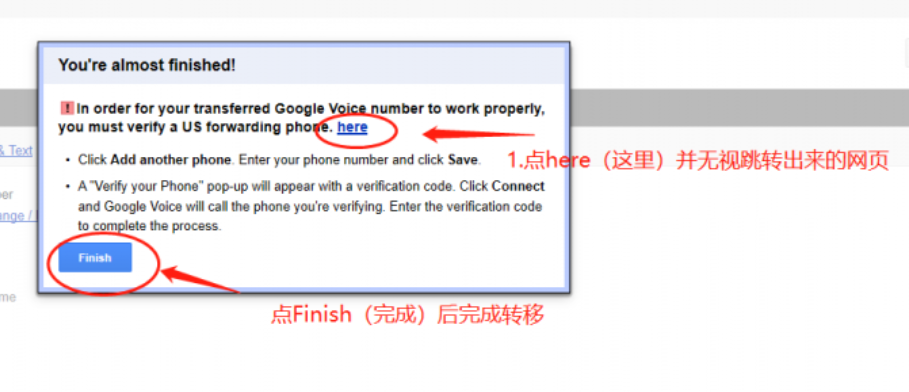 You're almost finished!
! In order for your transferred Google Voice number to work properly,
you must verify a US forwarding phone. here
1.点here（这里）并无视跳转出来的网页
& Text
• Click Add another phone. Enter your phone number and click Save.
• A "Verify your Phone" pop-up will appear with a verification code. Click Connect
and Google Voice will call the phone you're verifying. Enter the verification code
to complete the process.
ange /
Finish
me
点Finish（完成）后完成转移